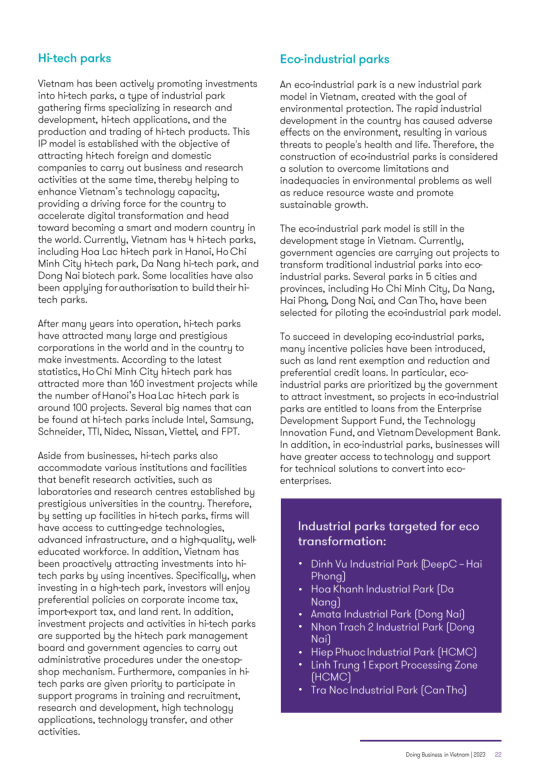 Hi-tech parks
Vietnam has been actively promoting investments
into hi-tech parks, a type of industrial park
gathering firms specializing in research and
development, hi-tech applications, and the
production and trading of hi-tech products. This
IP model is established with the objective of
attracting hi-tech foreign and domestic
companies to carry out business and research
activities at the same time, thereby helping to
enhance Vietnam's technology capacity,
providing a driving force for the country to
accelerate digital transformation and head
toward becoming a smart and modern country in
the world. Currently, Vietnam has 4 hi-tech parks,
including Hoa Lac hi-tech park in Hanoi, Ho Chi
Minh City hi-tech park, Da Nang hi-tech park, and
Dong Nai biotech park. Some localities have also
been applying for authorisation to build their hi-
tech parks.
After many years into operation, hi-tech parks
have attracted many large and prestigious
corporations in the world and in the country to
make investments. According to the latest
statistics, Ho Chi Minh City hi-tech park has
attracted more than 160 investment projects while
the number of Hanoi's Hoa Lac hi-tech park is
around 100 projects. Several big names that can
be found at hi-tech parks include Intel, Samsung,
Schneider, TTI, Nidec, Nissan, Viettel, and FPT.
Aside from businesses, hi-tech parks also
accommodate various institutions and facilities
that benefit research activities, such as
laboratories and research centres established by
prestigious universities in the country. Therefore,
by setting up facilities in hi-tech parks, firms will
have access to cutting-edge technologies,
advanced infrastructure, and a high-quality, well-
educated workforce. In addition, Vietnam has
been proactively attracting investments into hi-
tech parks by using incentives. Specifically, when
investing in a high-tech park, investors will enjoy
preferential policies on corporate income tax,
import-export tax, and land rent. In addition,
investment projects and activities in hi-tech parks
are supported by the hi-tech park management
board and government agencies to carry out
administrative procedures under the one-stop-
shop mechanism. Furthermore, companies in hi-
tech parks are given priority to participate in
support programs in training and recruitment,
research and development, high technology
applications, technology transfer, and other
activities.
Eco-industrial parks
An eco-industrial park is a new industrial park
model in Vietnam, created with the goal of
environmental protection. The rapid industrial
development in the country has caused adverse
effects on the environment, resulting in various
threats to people's health and life. Therefore, the
construction of eco-industrial parks is considered
a solution to overcome limitations and
inadequacies in environmental problems as well
as reduce resource waste and promote
sustainable growth.
The eco-industrial park model is still in the
development stage in Vietnam. Currently,
government agencies are carrying out projects to
transform traditional industrial parks into eco-
industrial parks. Several parks in 5 cities and
provinces, including Ho Chi Minh City, Da Nang,
Hai Phong, Dong Nai, and Can Tho, have been
selected for piloting the eco-industrial park model.
To succeed in developing eco-industrial parks,
many incentive policies have been introduced,
such as land rent exemption and reduction and
preferential credit loans. In particular, eco-
industrial parks are prioritized by the government
to attract investment, so projects in eco-industrial
parks are entitled to loans from the Enterprise
Development Support Fund, the Technology
Innovation Fund, and Vietnam Development Bank.
In addition, in eco-industrial parks, businesses will
have greater access to technology and support
for technical solutions to convert into eco-
enterprises.
Industrial parks targeted for eco
transformation:
• Dinh Vu Industrial Park (DeepC – Hai
Phong)
• Hoa Khanh Industrial Park (Da
Nang)
• Amata Industrial Park (Dong Nai)
• Nhon Trach 2 Industrial Park (Dong
Nai)
• Hiep Phuoc Industrial Park (HCMC)
• Linh Trung 1 Export Processing Zone
(HCMC)
• Tra Noc Industrial Park (Can Tho)
Doing Business in Vietnam | 2023 22